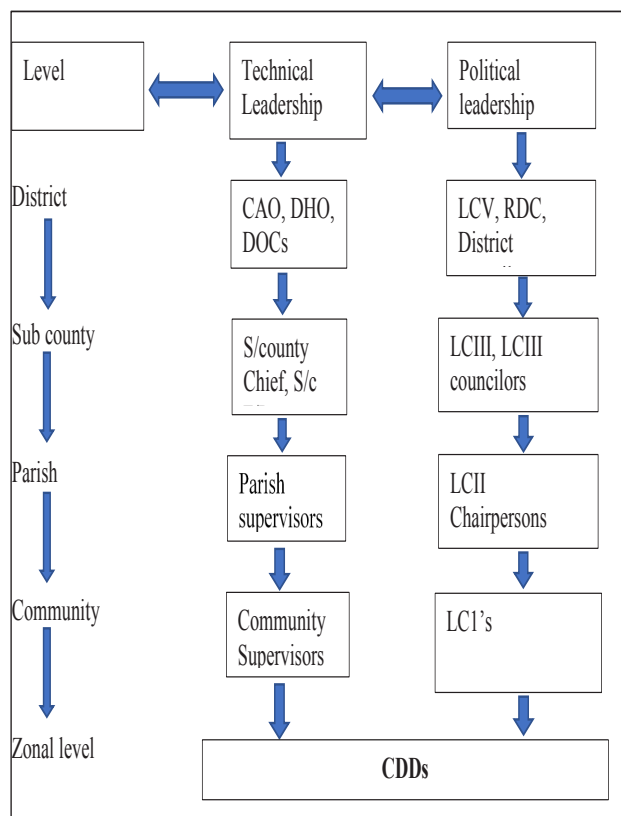 Level
Technical
Leadership
Political
leadership
District
CAO, DHO,
DOCs
LCV, RDC,
District
Sub county
S/county
Chief, S/c
LCIII, LCIII
councilors
Parish
Parish
supervisors
LCII
Chairpersons
Community
Community
Supervisors
LC1’s
Zonal level
CDDs